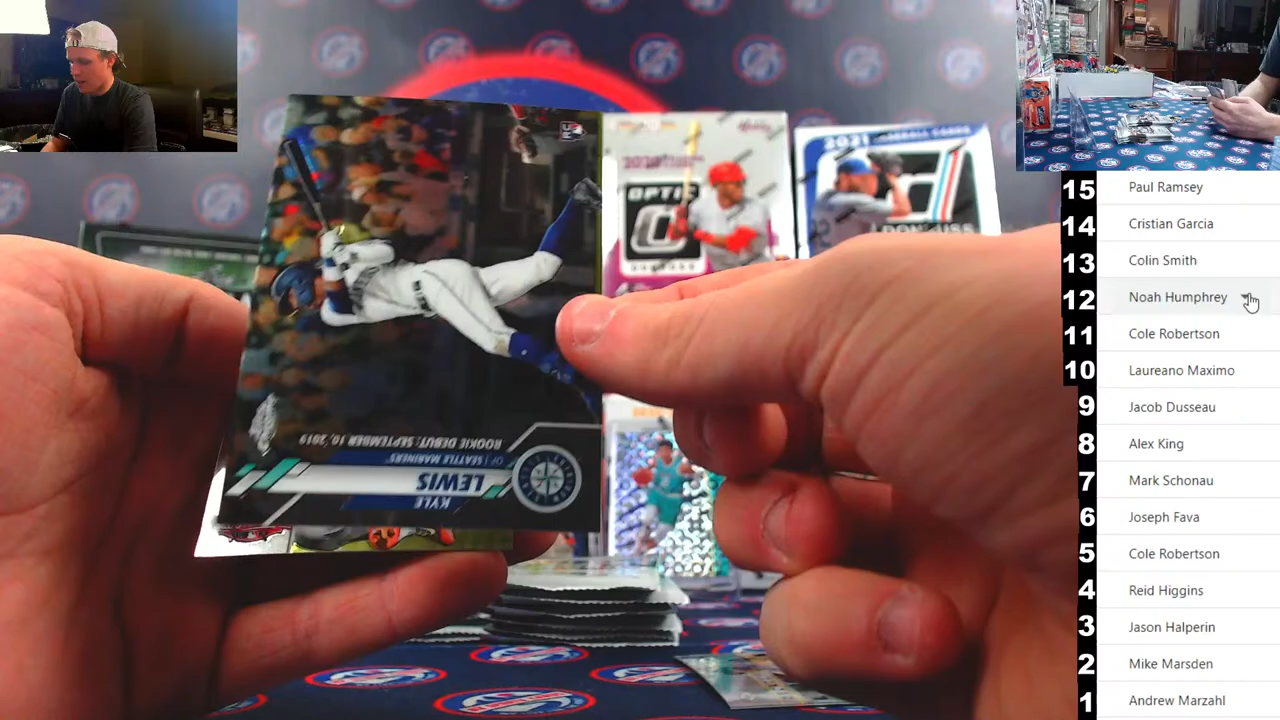 OPTIC
2021 BASEBALL CARDS
DONRUSS
ROOKIE DEBUT: SEPTEMBER 10, 2019
OF | SEATTLE MARINERS
LEWIS
KYLE
15 Paul Ramsey
14 Cristian Garcia
13 Colin Smith
12 Noah Humphrey
11 Cole Robertson
10 Laureano Maximo
9 Jacob Dusseau
8 Alex King
7 Mark Schonau
6 Joseph Fava
5 Cole Robertson
4 Reid Higgins
3 Jason Halperin
2 Mike Marsden
1 Andrew Marzahl